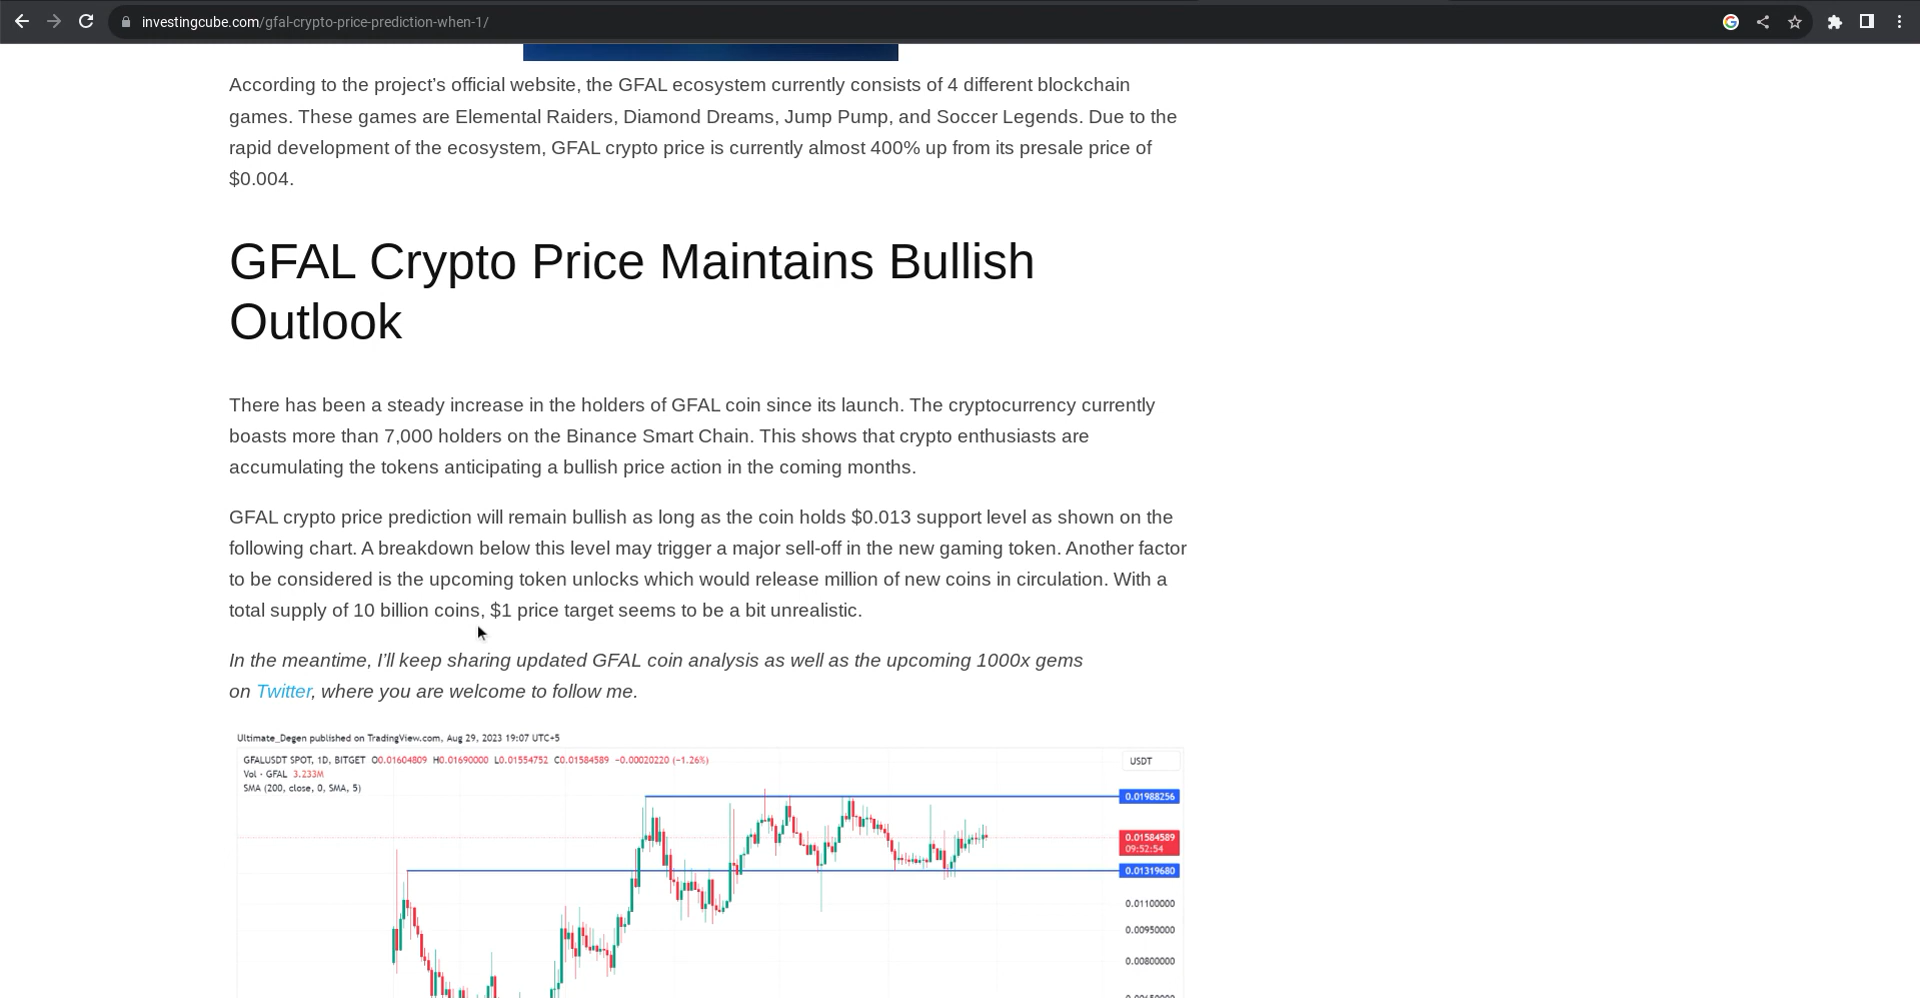 investingcube.com/gfal-crypto-price-prediction-when-1/
According to the project's official website, the GFAL ecosystem currently consists of 4 different blockchain
games. These games are Elemental Raiders, Diamond Dreams, Jump Pump, and Soccer Legends. Due to the
rapid development of the ecosystem, GFAL crypto price is currently almost 400% up from its presale price of
$0.004.
GFAL Crypto Price Maintains Bullish
Outlook
There has been a steady increase in the holders of GFAL coin since its launch. The cryptocurrency currently
boasts more than 7,000 holders on the Binance Smart Chain. This shows that crypto enthusiasts are
accumulating the tokens anticipating a bullish price action in the coming months.
GFAL crypto price prediction will remain bullish as long as the coin holds $0.013 support level as shown on the
following chart. A breakdown below this level may trigger a major sell-off in the new gaming token. Another factor
to be considered is the upcoming token unlocks which would release million of new coins in circulation. With a
total supply of 10 billion coins, $1 price target seems to be a bit unrealistic.
In the meantime, I'll keep sharing updated GFAL coin analysis as well as the upcoming 1000x gems
on Twitter, where you are welcome to follow me.
Ultimate_Degen published on TradingView.com, Aug 29, 2023 19:07 UTC+5
GFALUSDT SPOT, 1D, BITGET O0.01604809 H0.01690000 L0.01554752 C0.01584589 −0.00020220 (−1.26%)
USDT
Vol · GFAL 3.233M
SMA (200, close, 0, SMA, 5)
0.01988256
0.01584589
09:52:54
0.01319680
0.01100000
0.00950000
0.00800000